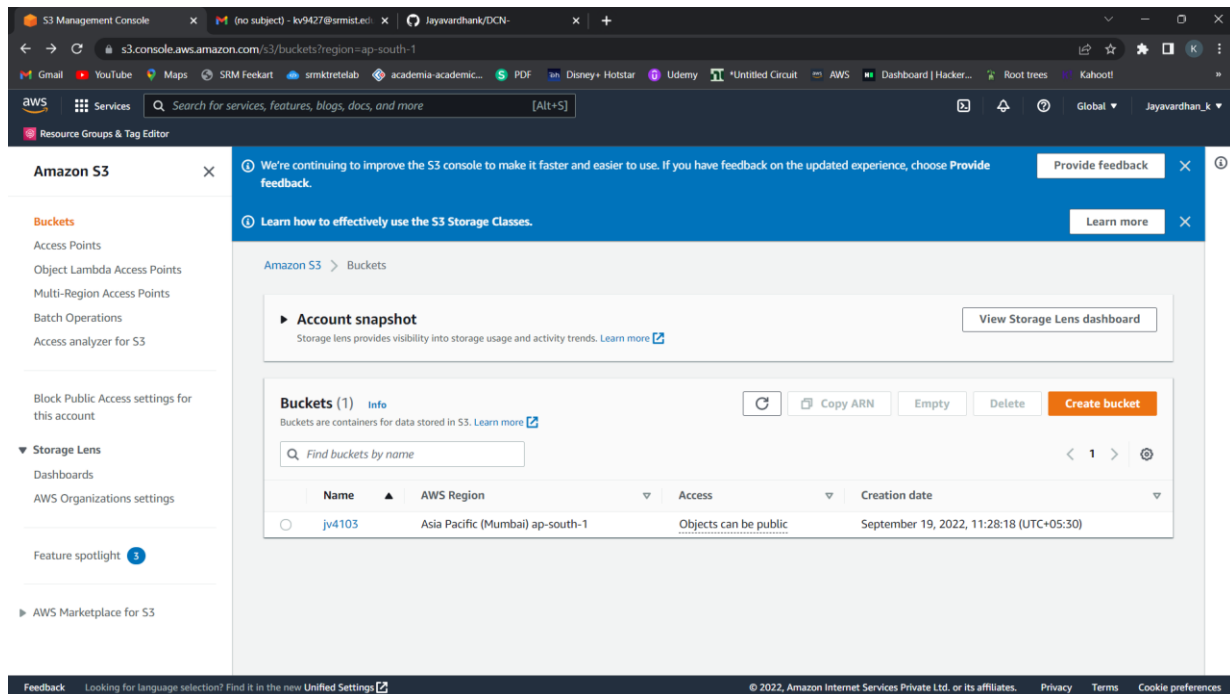 S3 Management Console
(no subject) - kv9427@srmist.edu
Jayavardhank/DCN-
s3.console.aws.amazon.com/s3/buckets?region=ap-south-1
K
Gmail YouTube Maps SRM Feekart srmktretelab academia-academic... PDF Disney+ Hotstar Udemy *Untitled Circuit AWS Dashboard | Hacker... Root trees Kahoot! »
aws Services Search for services, features, blogs, docs, and more [Alt+S] Global Jayavardhan_k
Resource Groups & Tag Editor
Amazon S3
Buckets
Access Points
Object Lambda Access Points
Multi-Region Access Points
Batch Operations
Access analyzer for S3
Block Public Access settings for
this account
Storage Lens
Dashboards
AWS Organizations settings
Feature spotlight 3
AWS Marketplace for S3
We're continuing to improve the S3 console to make it faster and easier to use. If you have feedback on the updated experience, choose Provide
feedback.
Provide feedback
Learn how to effectively use the S3 Storage Classes.
Learn more
Amazon S3 > Buckets
Account snapshot
Storage lens provides visibility into storage usage and activity trends. Learn more
View Storage Lens dashboard
Buckets (1) Info
Buckets are containers for data stored in S3. Learn more
Copy ARN Empty Delete Create bucket
Find buckets by name
< 1 >
Name AWS Region Access Creation date
jv4103 Asia Pacific (Mumbai) ap-south-1 Objects can be public September 19, 2022, 11:28:18 (UTC+05:30)
Feedback Looking for language selection? Find it in the new Unified Settings © 2022, Amazon Internet Services Private Ltd. or its affiliates. Privacy Terms Cookie preferences